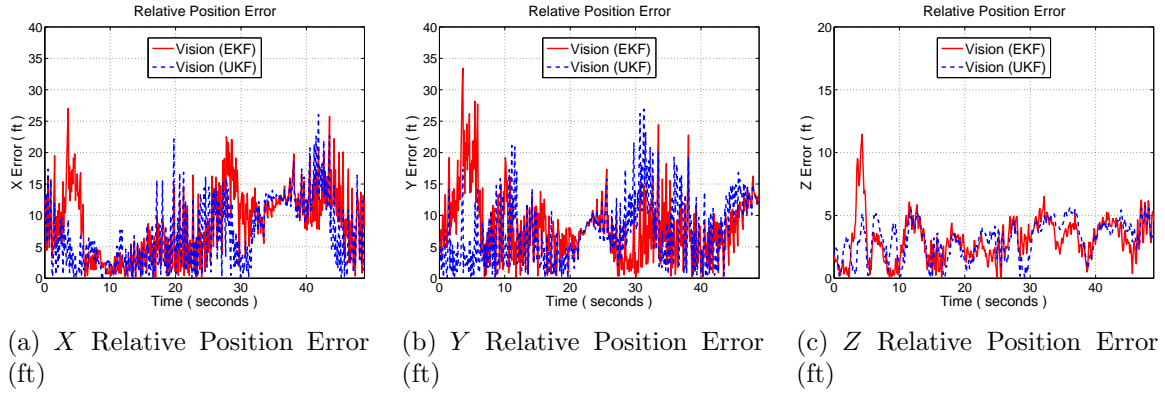 Relative Position Error
40
35
30
25
20
15
10
5
0
X Error ( ft )
Vision (EKF)
Vision (UKF)
0
10
20
30
40
Time ( seconds )
(a) X Relative Position Error
(ft)
Relative Position Error
40
35
30
25
20
15
10
5
0
Y Error ( ft )
Vision (EKF)
Vision (UKF)
0
10
20
30
40
Time ( seconds )
(b) Y Relative Position Error
(ft)
Relative Position Error
20
15
10
5
0
Z Error ( ft )
Vision (EKF)
Vision (UKF)
0
10
20
30
40
Time ( seconds )
(c) Z Relative Position Error
(ft)